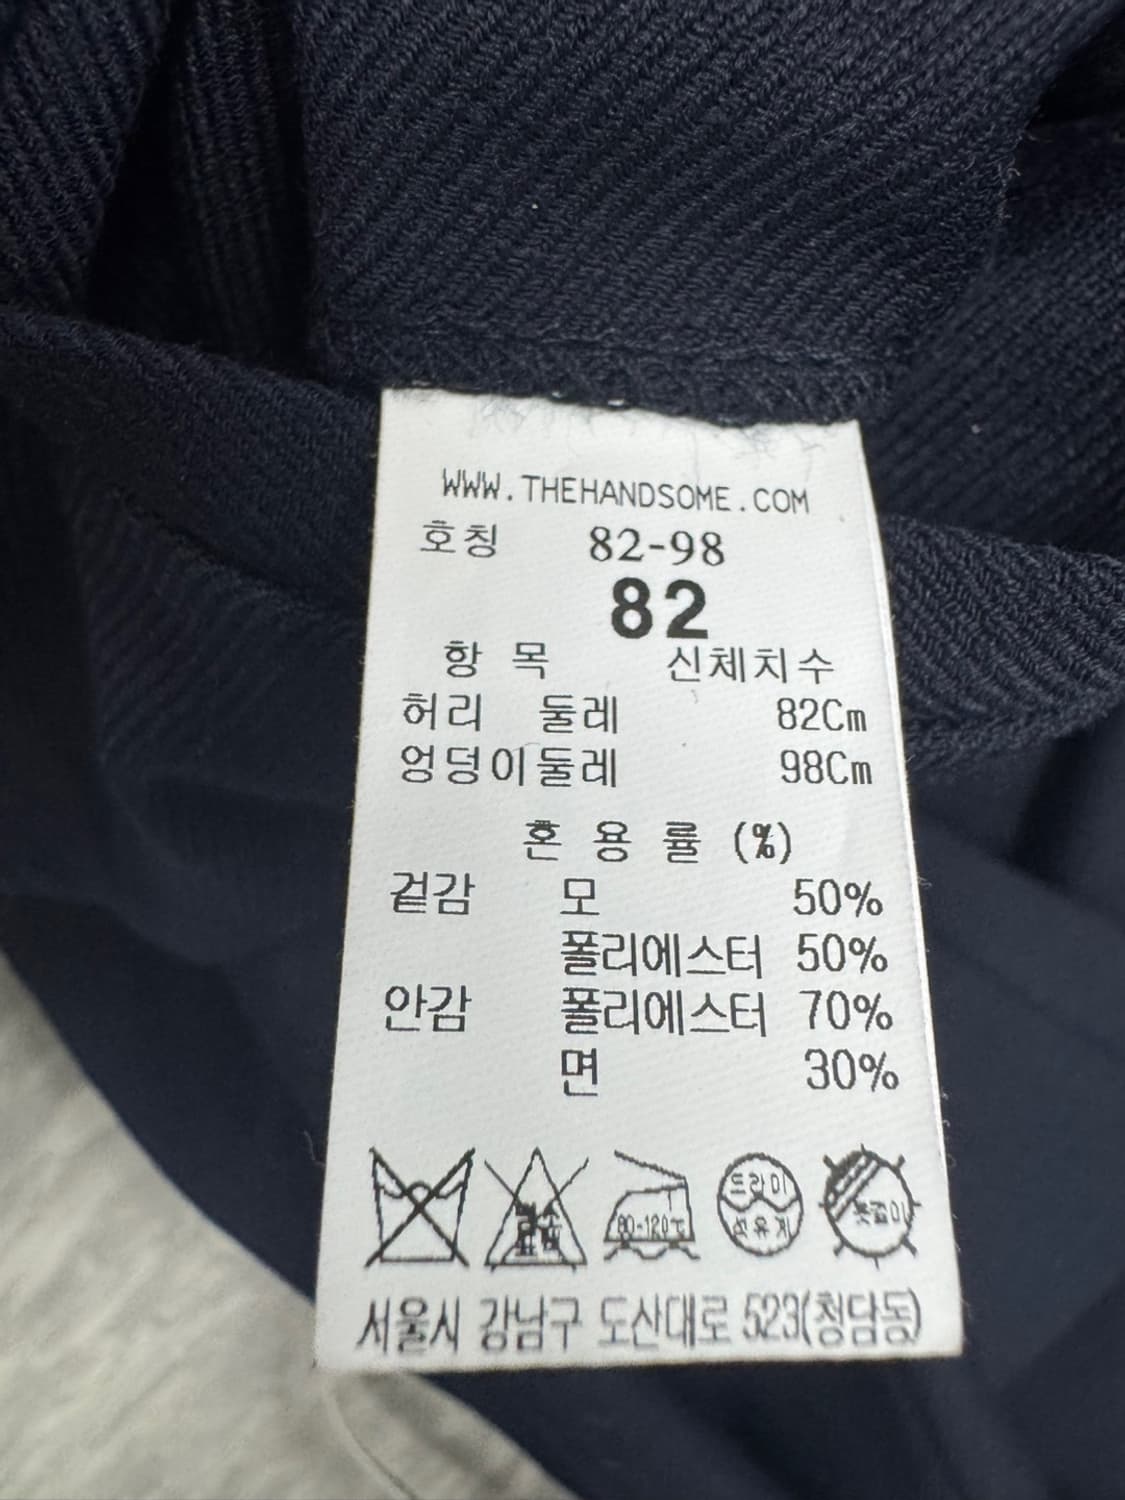 WWW.THEHANDSOME.COM
호칭 82-98
82
항 목 신체치수
허리 둘레 82Cm
엉덩이둘레 98Cm
혼 용 률 (%)
겉감 모 50%
폴리에스터 50%
안감 폴리에스터 70%
면 30%
80-120℃ 드라이
석유계
옷걸이
서울시 강남구 도산대로 523(청담동)